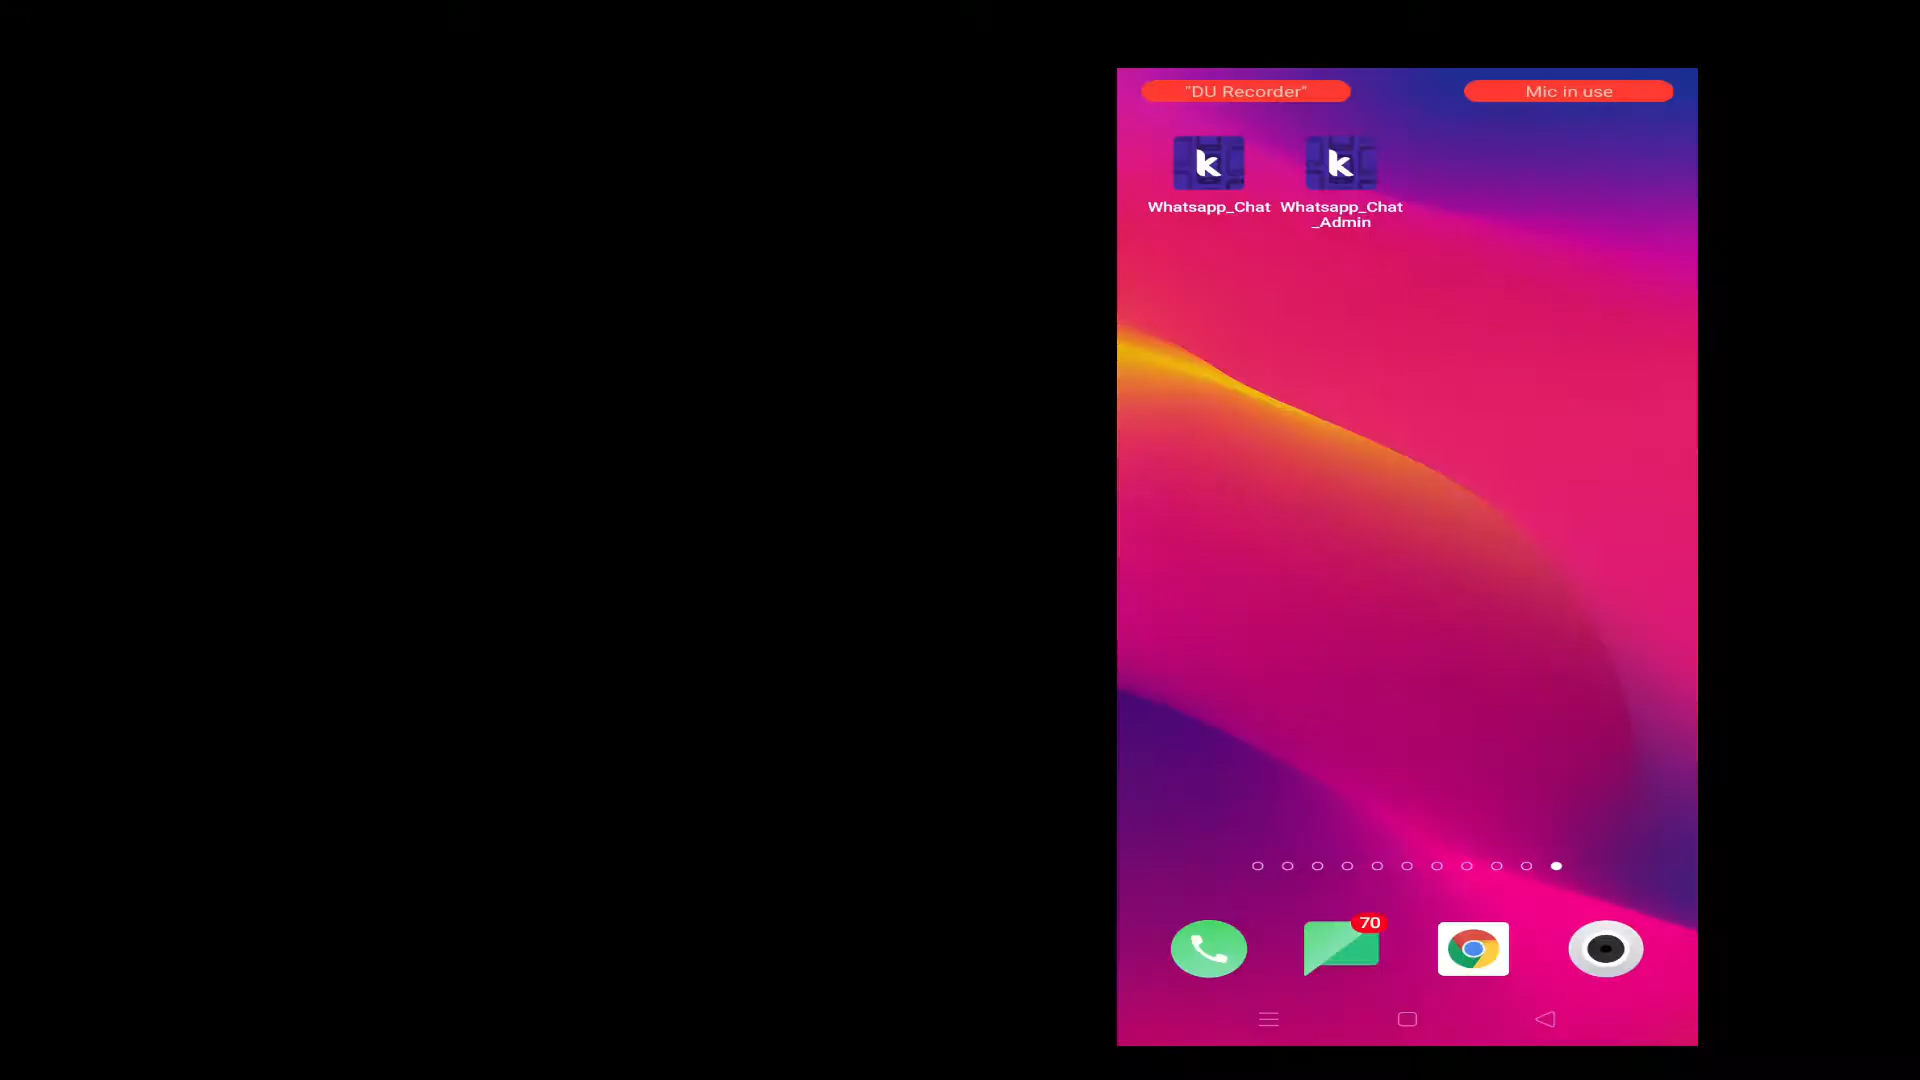 "DU Recorder" Mic in use
k k
Whatsapp_Chat Whatsapp_Chat
_Admin
70